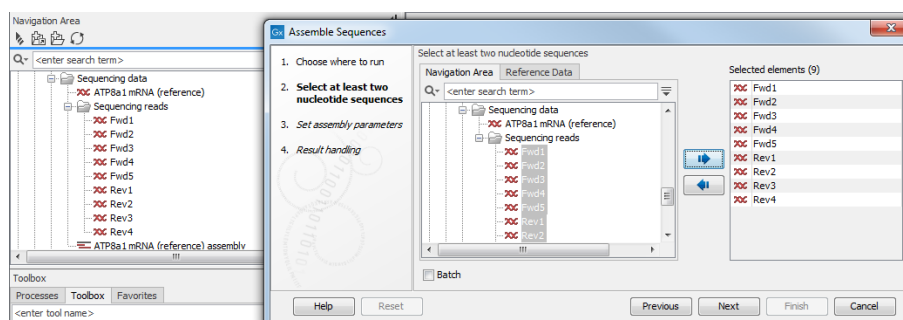 Navigation Area
<enter search term>
Sequencing data
ATP8a1 mRNA (reference)
Sequencing reads
Fwd1
Fwd2
Fwd3
Fwd4
Fwd5
Rev1
Rev2
Rev3
Rev4
ATP8a1 mRNA (reference) assembly
Toolbox
Processes Toolbox Favorites
<enter tool name>
Gx Assemble Sequences
1. Choose where to run
2. Select at least two
nucleotide sequences
3. Set assembly parameters
4. Result handling
Select at least two nucleotide sequences
Navigation Area Reference Data
<enter search term>
Sequencing data
ATP8a1 mRNA (reference)
Sequencing reads
Fwd1
Fwd2
Fwd3
Fwd4
Fwd5
Rev1
Rev2
Batch
Selected elements (9)
Fwd1
Fwd2
Fwd3
Fwd4
Fwd5
Rev1
Rev2
Rev3
Rev4
Help Reset Previous Next Finish Cancel